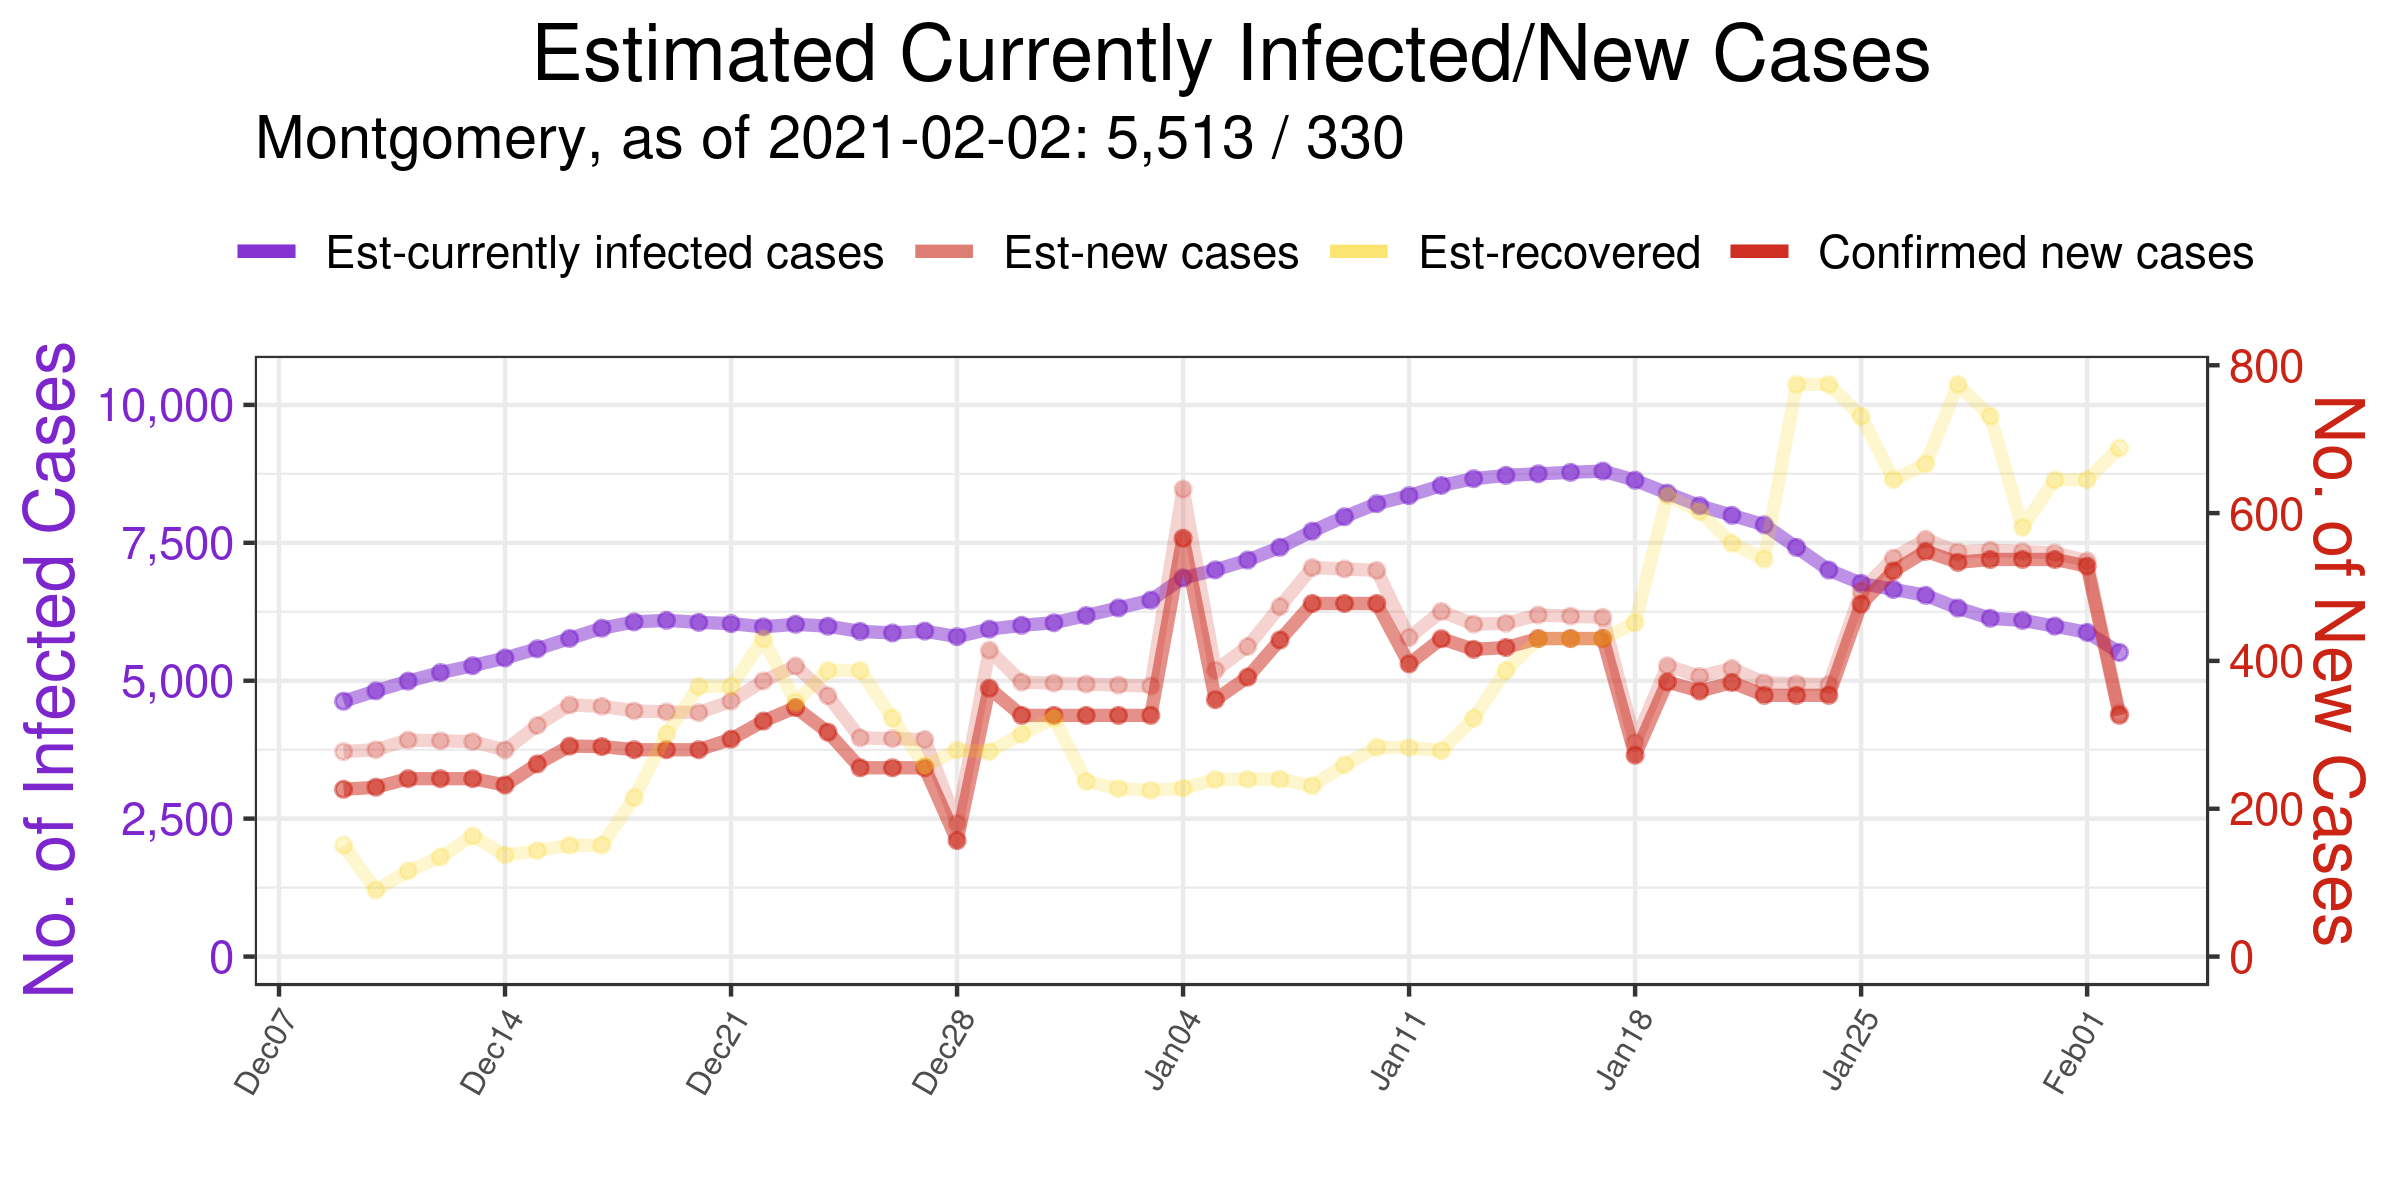 Estimated Currently Infected/New Cases
Montgomery, as of 2021-02-02: 5,513 / 330
Est-currently infected cases Est-new cases Est-recovered Confirmed new cases
No. of Infected Cases
10,000
7,500
5,000
2,500
0
800
600
400
200
0
No. of New Cases
Dec07 Dec14 Dec21 Dec28 Jan04 Jan11 Jan18 Jan25 Feb01